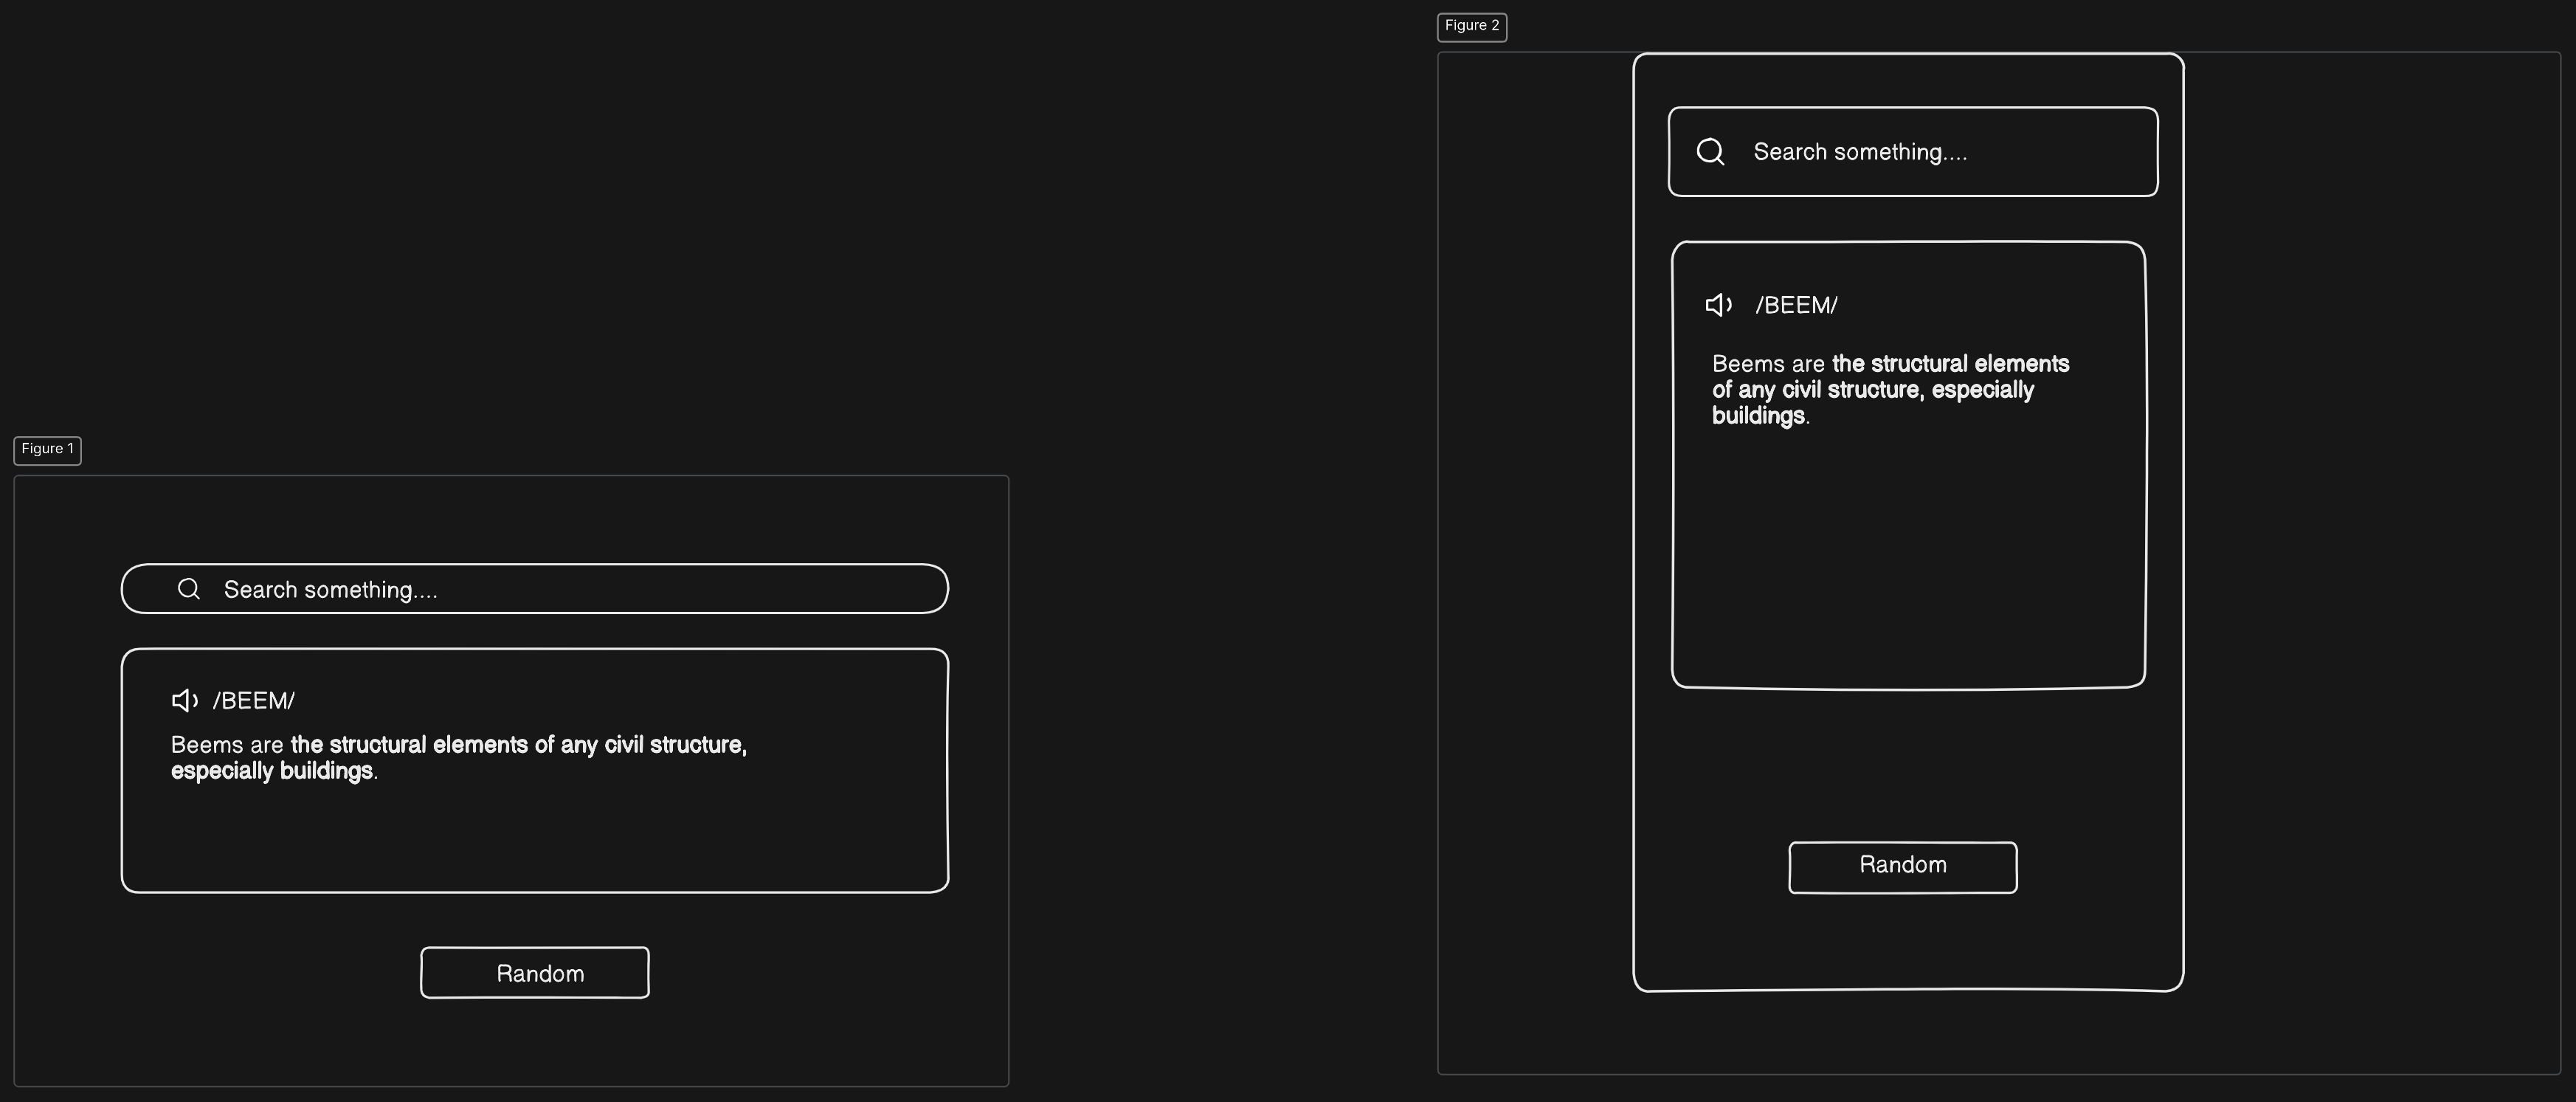 Figure 1
Search something....
/BEEM/
Beems are the structural elements of any civil structure,
especially buildings.
Random
Figure 2
Search something....
/BEEM/
Beems are the structural elements
of any civil structure, especially
buildings.
Random